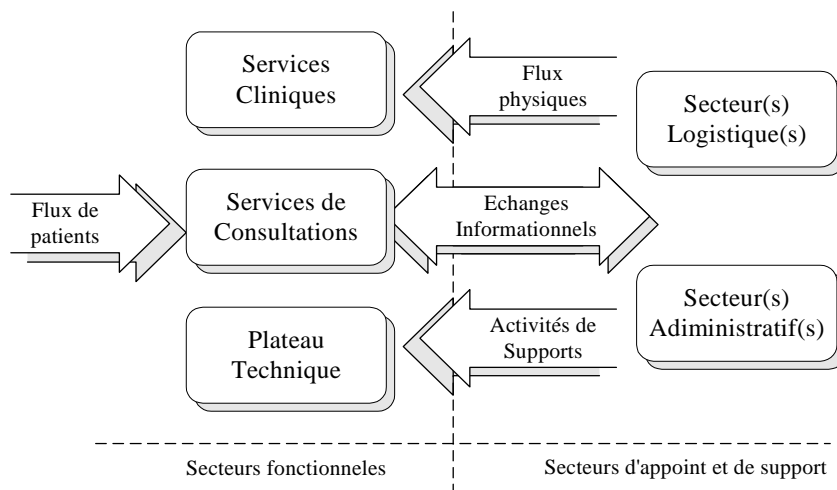 Services
Cliniques
Flux
physiques
Secteur(s)
Logistique(s)
Flux de
patients
Services de
Consultations
Echanges
Informationnels
Plateau
Technique
Activités de
Supports
Secteur(s)
Adiministratif(s)
Secteurs fonctionneles
Secteurs d'appoint et de support